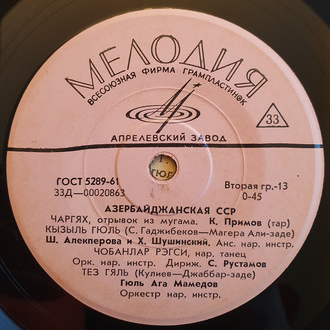 МЕЛОДИЯ
ВСЕСОЮЗНАЯ ФИРМА ГРАМПЛАСТИНОК
33
АПРЕЛЕВСКИЙ ЗАВОД
ГОСТ 5289-61
33Д—00020863
Вторая гр.-13
0-45
АЗЕРБАЙДЖАНСКАЯ ССР
ЧАРГЯХ, отрывок из мугама. К. Примов (тар)
КЫЗЫЛ ГЮЛЬ (С. Гаджибеков—Магера Али-заде)
Ш. Алекперова и Х. Шушинский. Анс. нар. инстр.
ЧОБАНЛАР РЭГСИ, нар. танец
Орк. нар. инстр. Дириж. С. Рустамов
ТЕЗ ГЯЛЬ (Кулиев—Джаббар-заде)
Гюль Ага Мамедов
Оркестр нар. инстр.